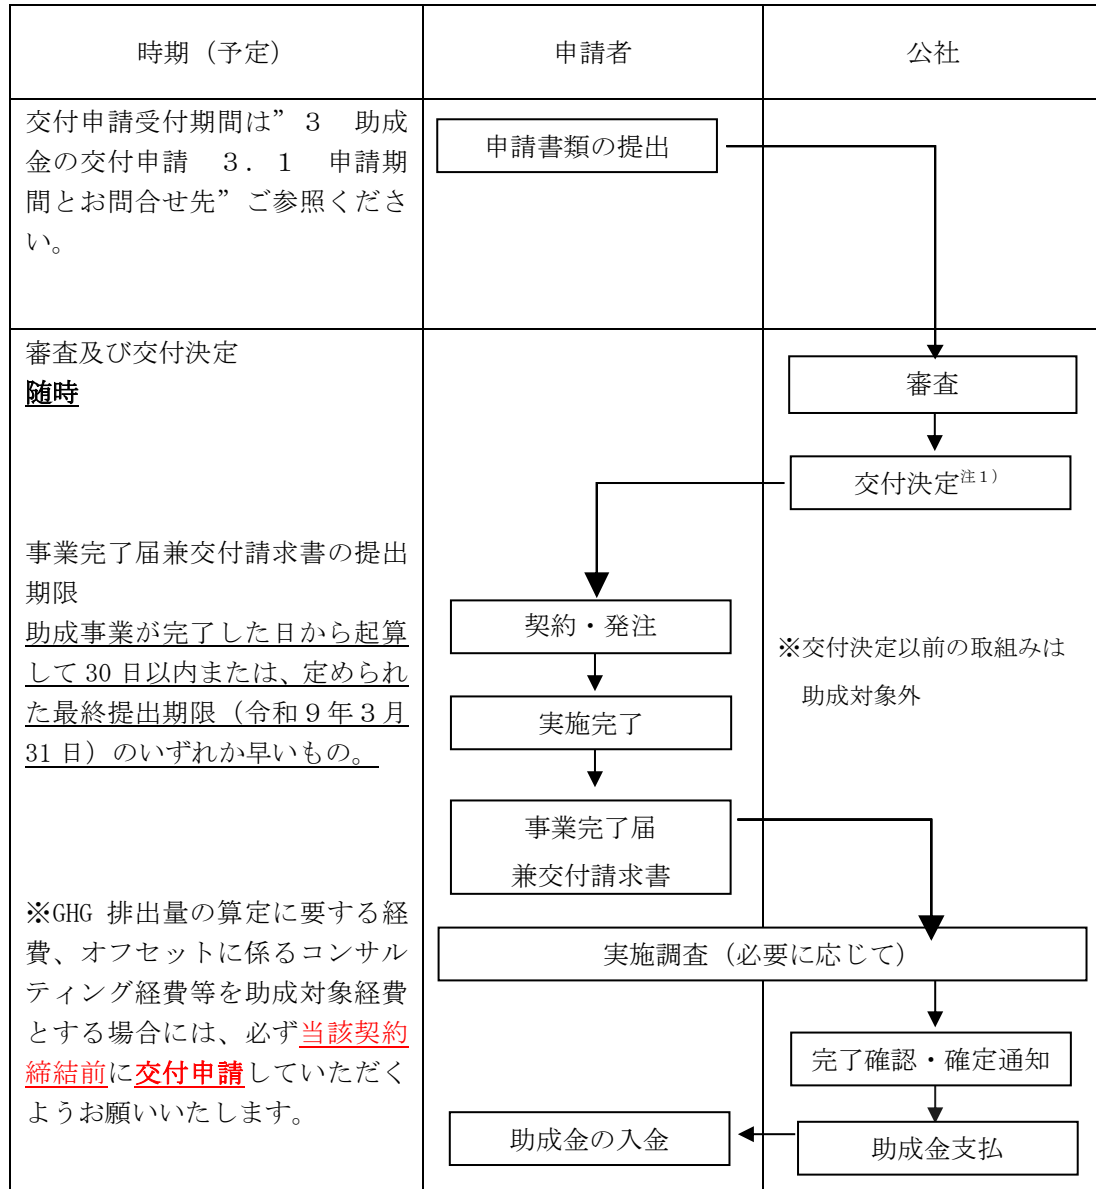 時期（予定）
申請者
公社
交付申請受付期間は”３　助成
金の交付申請　３．１　申請期
間とお問合せ先”ご参照くださ
い。
申請書類の提出
審査及び交付決定
随時
審査
交付決定注１）
事業完了届兼交付請求書の提出
期限
助成事業が完了した日から起算
して 30 日以内または、定められ
た最終提出期限（令和９年３月
31 日）のいずれか早いもの。
契約・発注
※交付決定以前の取組みは
助成対象外
実施完了
事業完了届
兼交付請求書
※GHG 排出量の算定に要する経
費、オフセットに係るコンサル
ティング経費等を助成対象経費
とする場合には、必ず当該契約
締結前に交付申請していただく
ようお願いいたします。
実施調査（必要に応じて）
完了確認・確定通知
助成金の入金
助成金支払